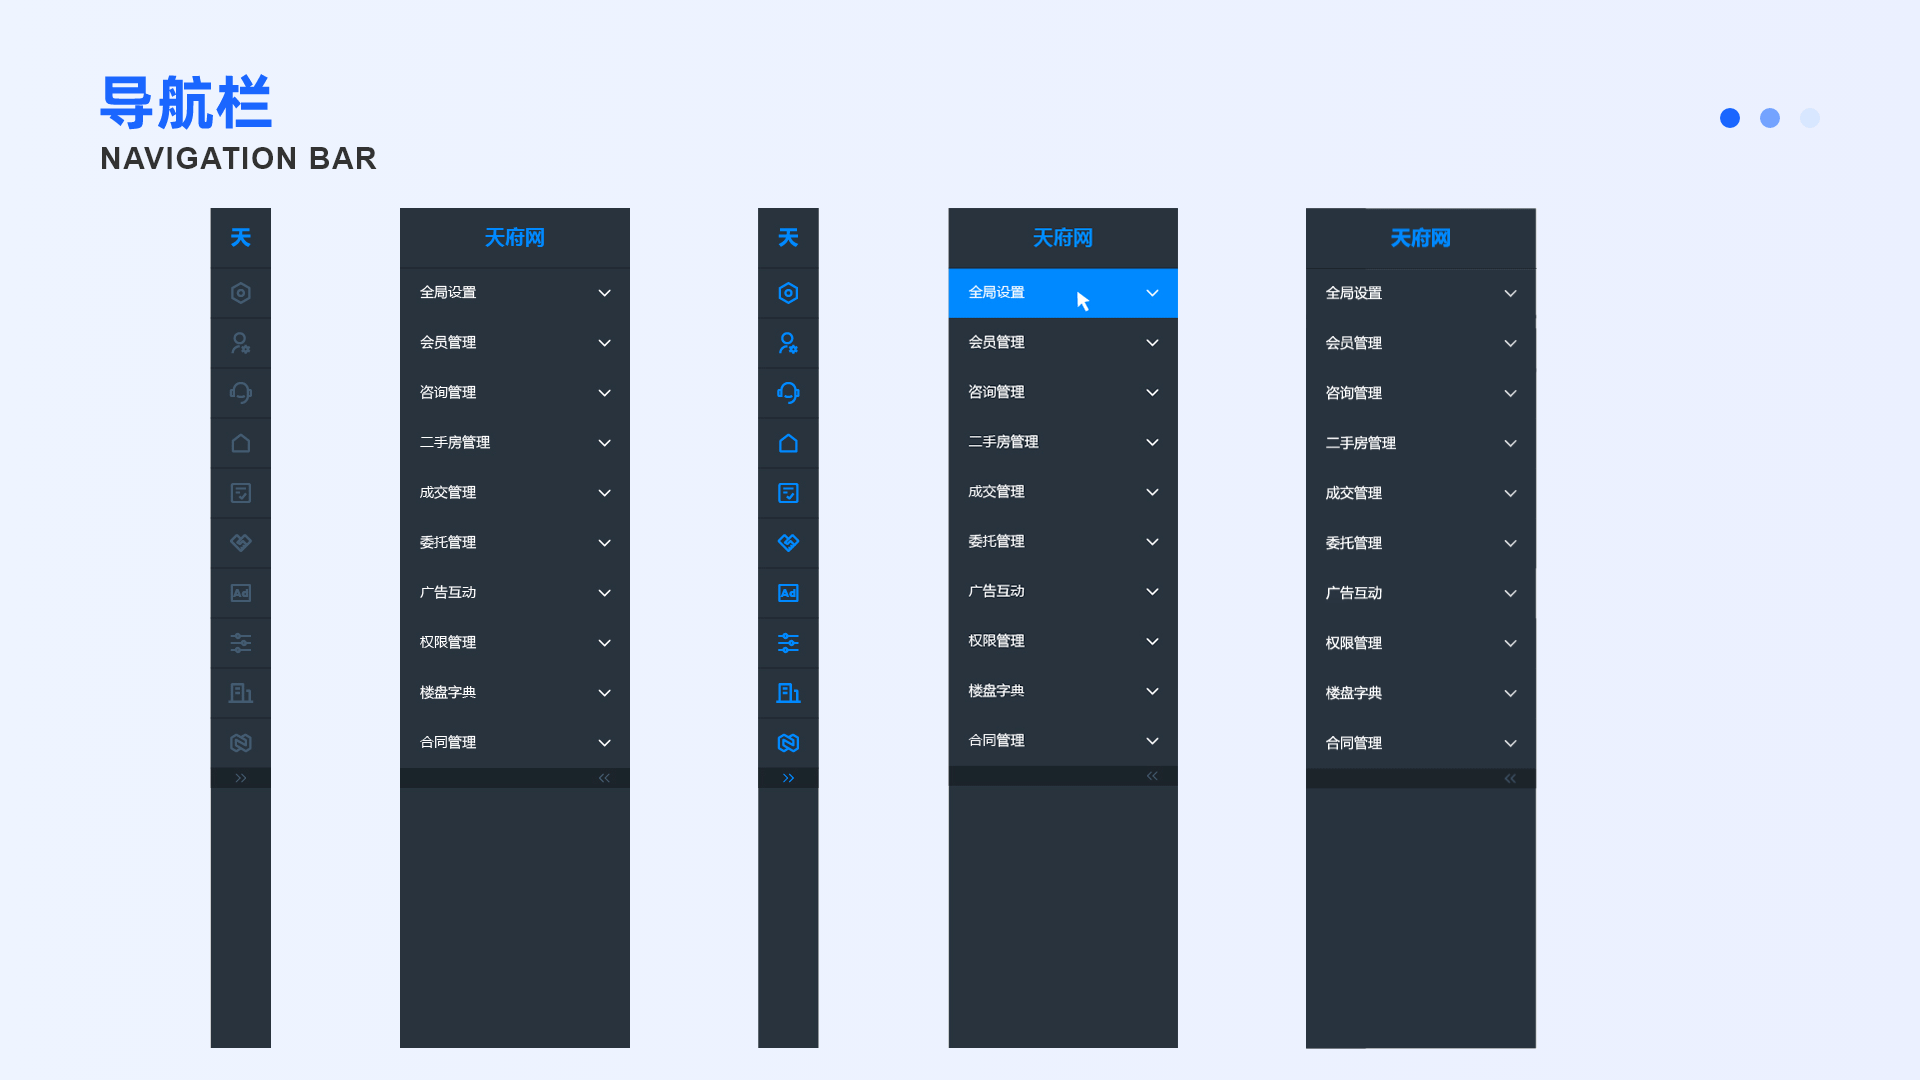 导航栏
NAVIGATION BAR
天
Ad
天府网
全局设置
会员管理
咨询管理
二手房管理
成交管理
委托管理
广告互动
权限管理
楼盘字典
合同管理
天
Ad
天府网
全局设置
会员管理
咨询管理
二手房管理
成交管理
委托管理
广告互动
权限管理
楼盘字典
合同管理
天府网
全局设置
会员管理
咨询管理
二手房管理
成交管理
委托管理
广告互动
权限管理
楼盘字典
合同管理